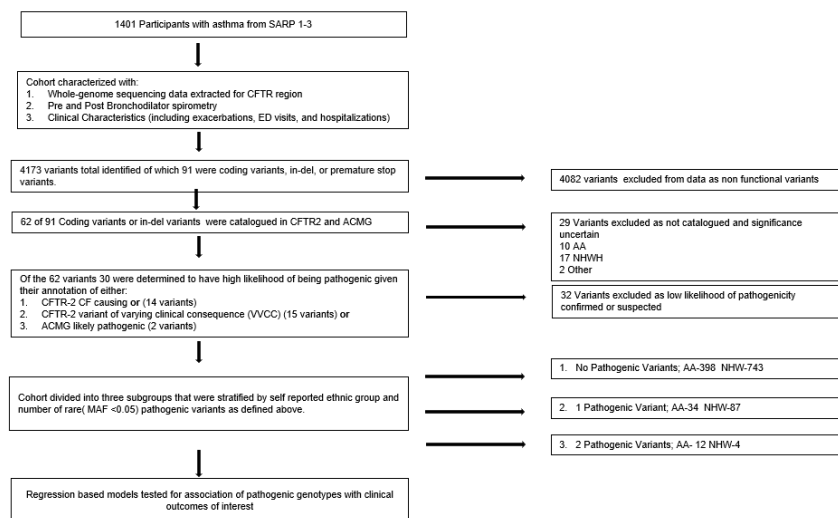 1401 Participants with asthma from SARP 1-3
Cohort characterized with:
1. Whole-genome sequencing data extracted for CFTR region
2. Pre and Post Bronchodilator spirometry
3. Clinical Characteristics (including exacerbations, ED visits, and hospitalizations)
4173 variants total identified of which 91 were coding variants, in-del, or premature stop
variants.
4082 variants excluded from data as non functional variants
62 of 91 Coding variants or in-del variants were catalogued in CFTR2 and ACMG
29 Variants excluded as not catalogued and significance
uncertain
10 AA
17 NHWH
2 Other
Of the 62 variants 30 were determined to have high likelihood of being pathogenic given
their annotation of either:
1. CFTR-2 CF causing or (14 variants)
2. CFTR-2 variant of varying clinical consequence (VVCC) (15 variants) or
3. ACMG likely pathogenic (2 variants)
32 Variants excluded as low likelihood of pathogenicity
confirmed or suspected
Cohort divided into three subgroups that were stratified by self reported ethnic group and
number of rare( MAF <0.05) pathogenic variants as defined above.
1. No Pathogenic Variants; AA-398 NHW-743
2. 1 Pathogenic Variant; AA-34 NHW-87
3. 2 Pathogenic Variants; AA- 12 NHW-4
Regression based models tested for association of pathogenic genotypes with clinical
outcomes of interest